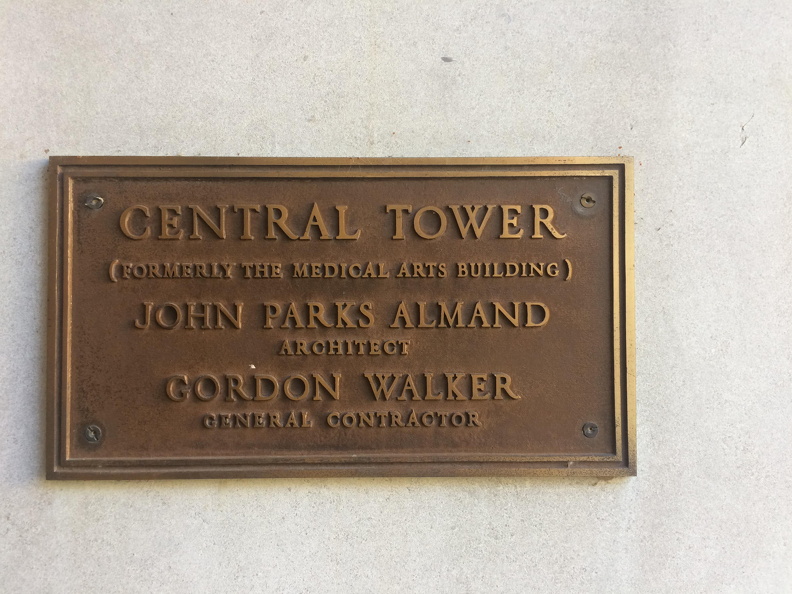 CENTRAL TOWER
(FORMERLY THE MEDICAL ARTS BUILDING)
JOHN PARKS ALMAND
ARCHITECT
GORDON WALKER
GENERAL CONTRACTOR